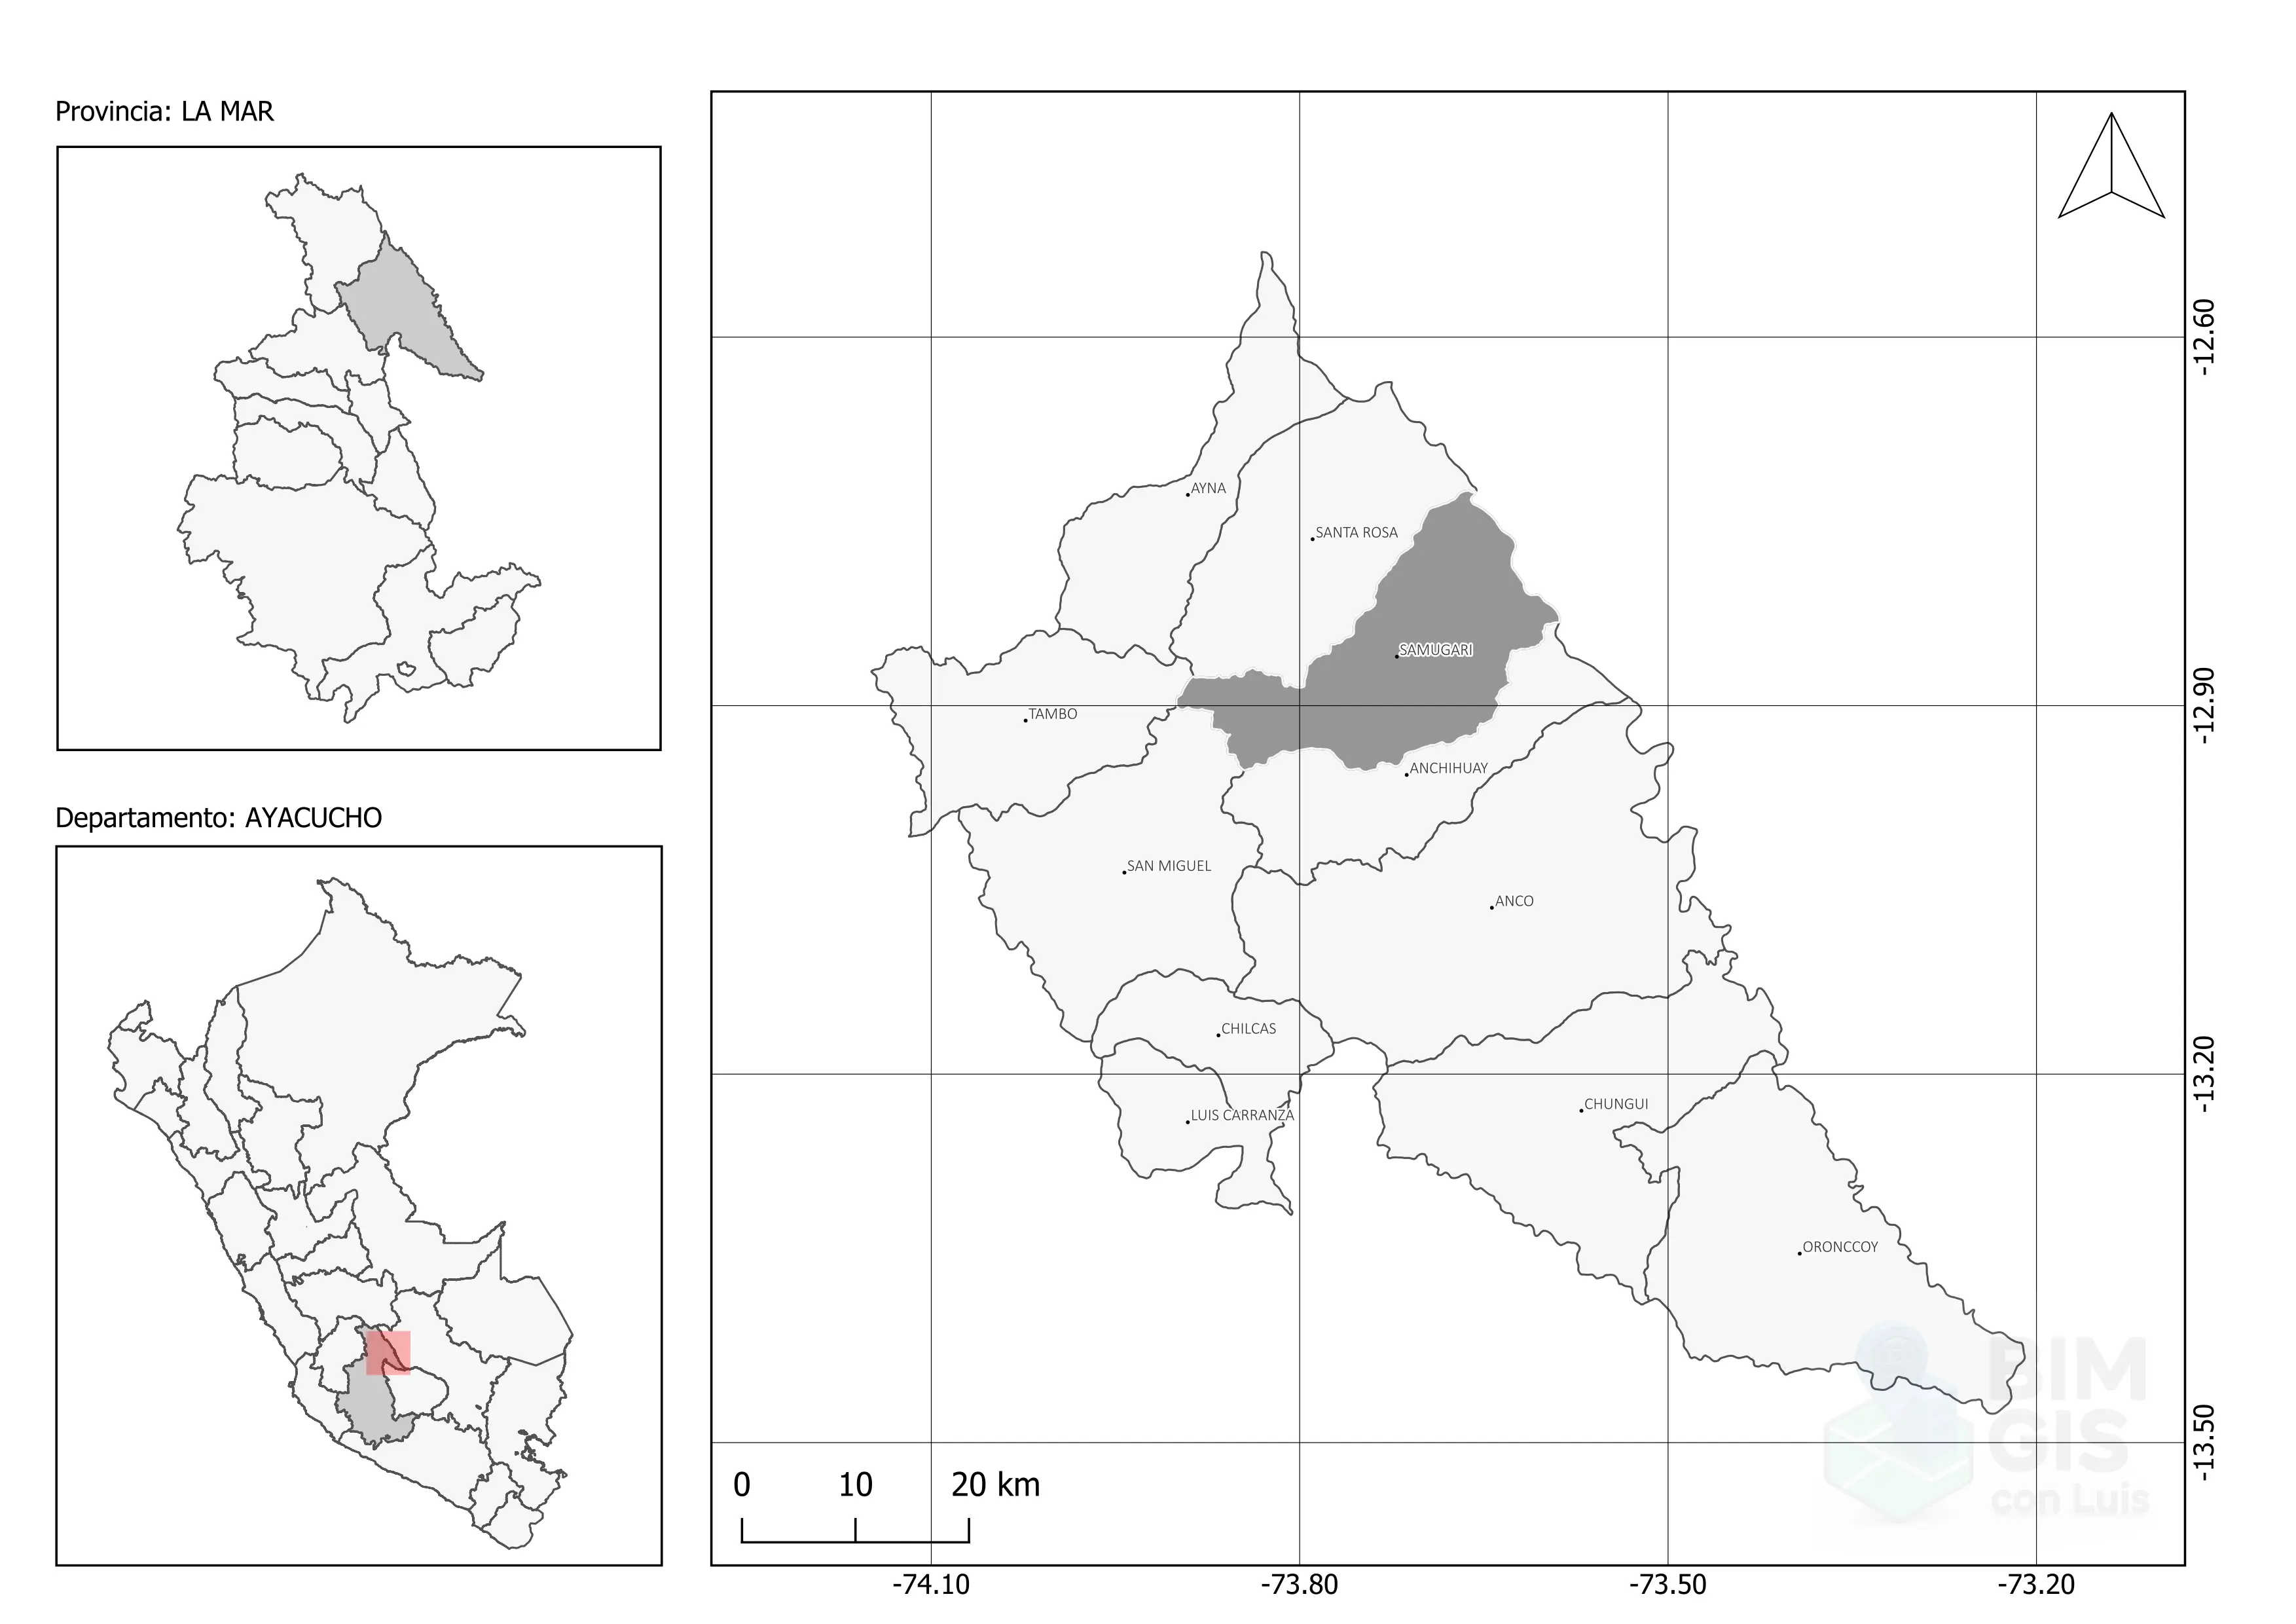 Provincia: LA MAR
Departamento: AYACUCHO
AYNA
SANTA ROSA
SAMUGARI
TAMBO
ANCHIHUAY
SAN MIGUEL
ANCO
CHILCAS
LUIS CARRANZA
CHUNGUI
ORONCCOY
-12.60
-12.90
-13.20
-13.50
0 10 20 km
-74.10 -73.80 -73.50 -73.20
BIM
GIS
con Luis